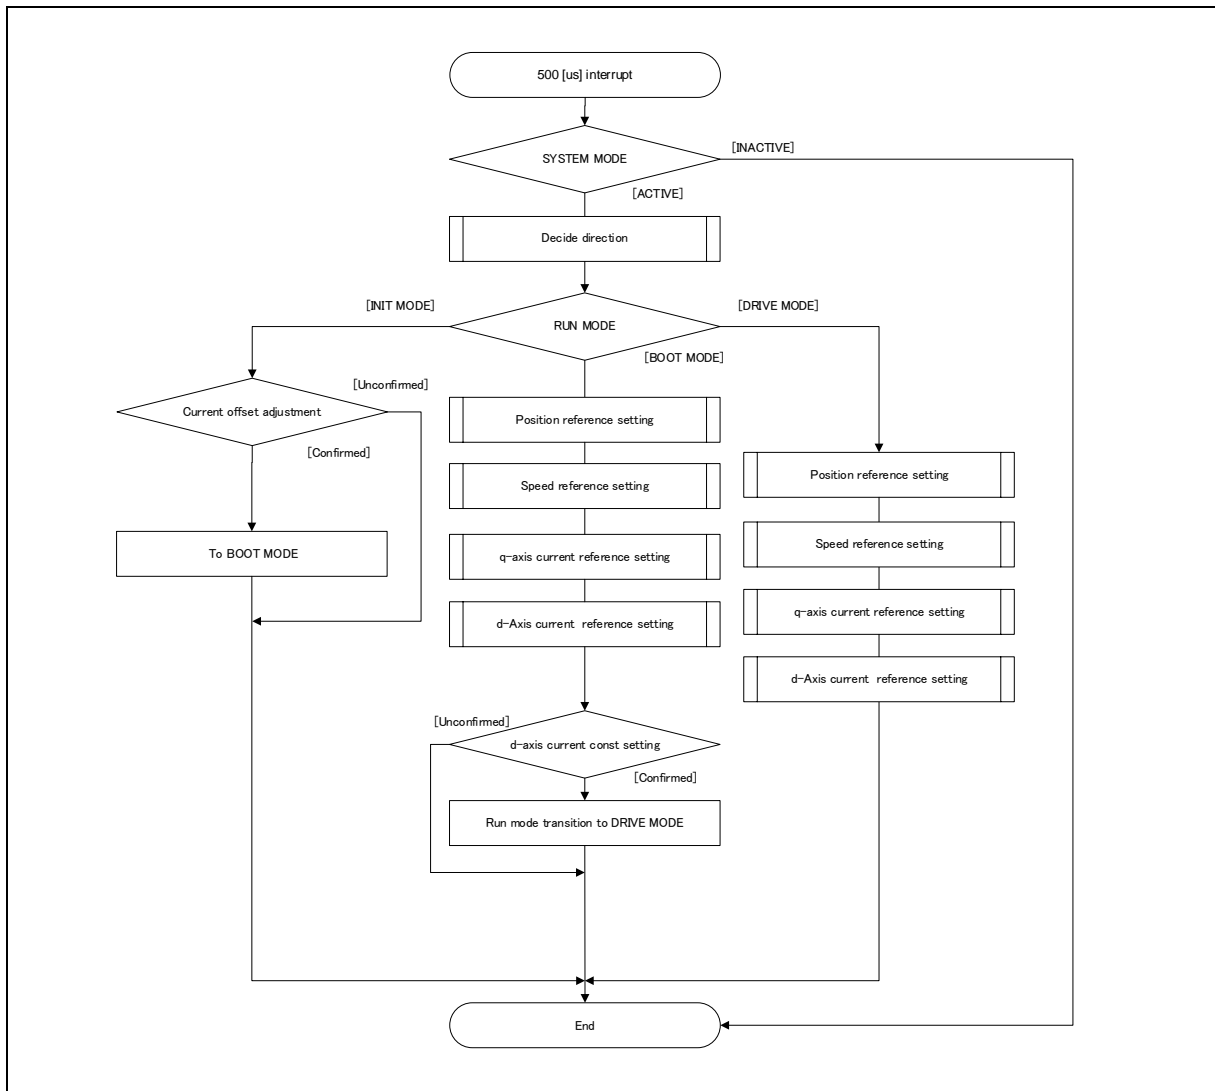 500 [us] interrupt
SYSTEM MODE
[INACTIVE]
[ACTIVE]
Decide direction
[INIT MODE]
RUN MODE
[DRIVE MODE]
[BOOT MODE]
Current offset adjustment
[Unconfirmed]
[Confirmed]
To BOOT MODE
Position reference setting
Speed reference setting
q-axis current reference setting
d-Axis current reference setting
[Unconfirmed]
d-axis current const setting
[Confirmed]
Run mode transition to DRIVE MODE
Position reference setting
Speed reference setting
q-axis current reference setting
d-Axis current reference setting
End